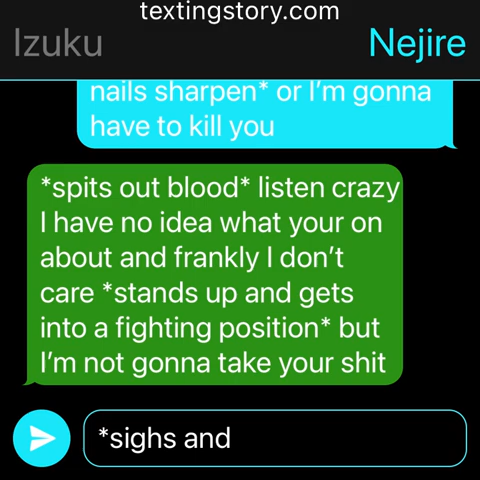 textingstory.com
Izuku
Nejire
nails sharpen* or I'm gonna
have to kill you
*spits out blood* listen crazy
I have no idea what your on
about and frankly I don't
care *stands up and gets
into a fighting position* but
I'm not gonna take your shit
*sighs and